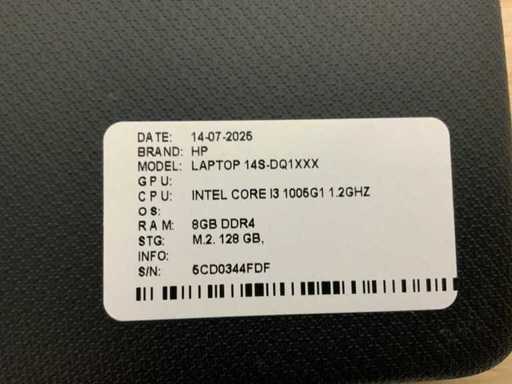 DATE: 14-07-2025
BRAND: HP
MODEL: LAPTOP 14S-DQ1XXX
GPU:
CPU: INTEL CORE I3 1005G1 1.2GHZ
OS:
RAM: 8GB DDR4
STG: M.2. 128 GB,
INFO:
S/N: 5CD0344FDF